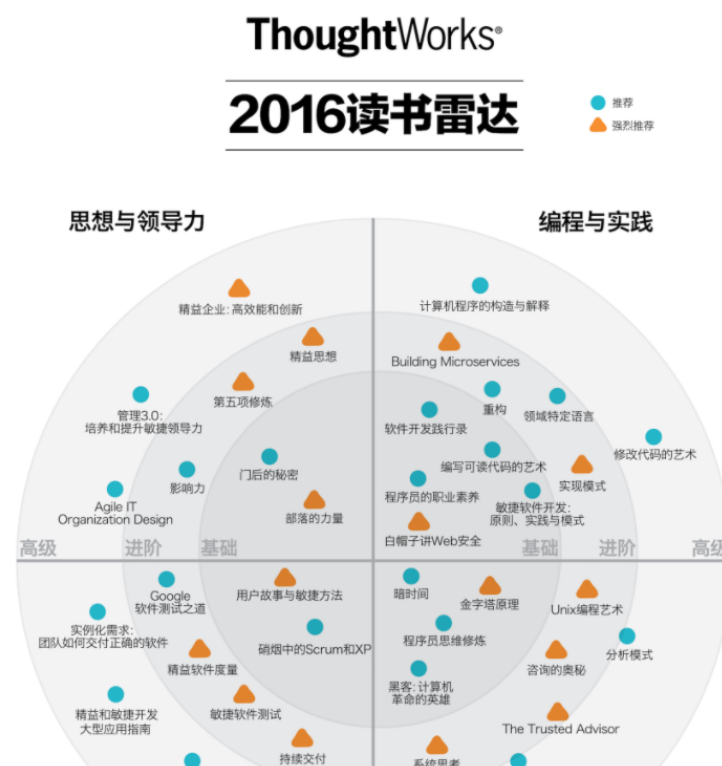 ThoughtWorks®
2016读书雷达
推荐
强烈推荐
思想与领导力
编程与实践
精益企业：高效能和创新
精益思想
第五项修炼
管理3.0：
培养和提升敏捷领导力
门后的秘密
影响力
Agile IT
Organization Design
部落的力量
计算机程序的构造与解释
Building Microservices
重构
领域特定语言
软件开发践行录
修改代码的艺术
编写可读代码的艺术
实现模式
程序员的职业素养
敏捷软件开发：
原则、实践与模式
白帽子讲Web安全
高级
进阶
基础
基础
进阶
高级
Google
软件测试之道
用户故事与敏捷方法
实例化需求：
团队如何交付正确的软件
硝烟中的Scrum和XP
精益软件度量
精益和敏捷开发
大型应用指南
敏捷软件测试
持续交付
暗时间
金字塔原理
Unix编程艺术
程序员思维修炼
分析模式
咨询的奥秘
黑客：计算机
革命的英雄
The Trusted Advisor
系统思考